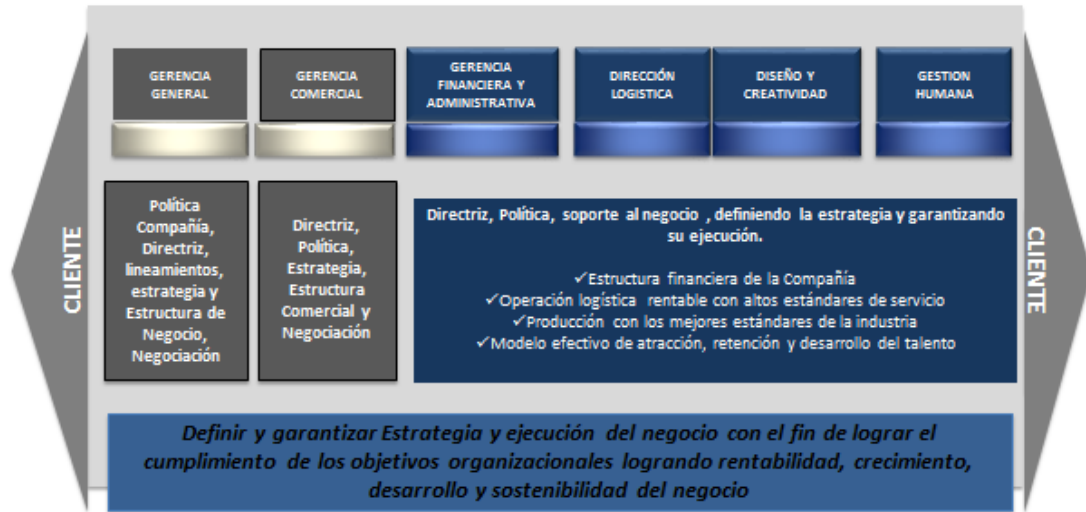 GERENCIA
GENERAL
GERENCIA
COMERCIAL
GERENCIA
FINANCIERA Y
ADMINISTRATIVA
DIRECCIÓN
LOGISTICA
DISEÑO Y
CREATIVIDAD
GESTION
HUMANA
CLIENTE
Política
Compañía,
Directriz,
lineamientos,
estrategia y
Estructura de
Negocio,
Negociación
Directriz,
Política,
Estrategia,
Estructura
Comercial y
Negociación
Directriz, Política, soporte al negocio , definiendo la estrategia y garantizando
su ejecución.
✓Estructura financiera de la Compañía
✓Operación logística rentable con altos estándares de servicio
✓Producción con los mejores estándares de la industria
✓Modelo efectivo de atracción, retención y desarrollo del talento
CLIENTE
Definir y garantizar Estrategia y ejecución del negocio con el fin de lograr el
cumplimiento de los objetivos organizacionales logrando rentabilidad, crecimiento,
desarrollo y sostenibilidad del negocio